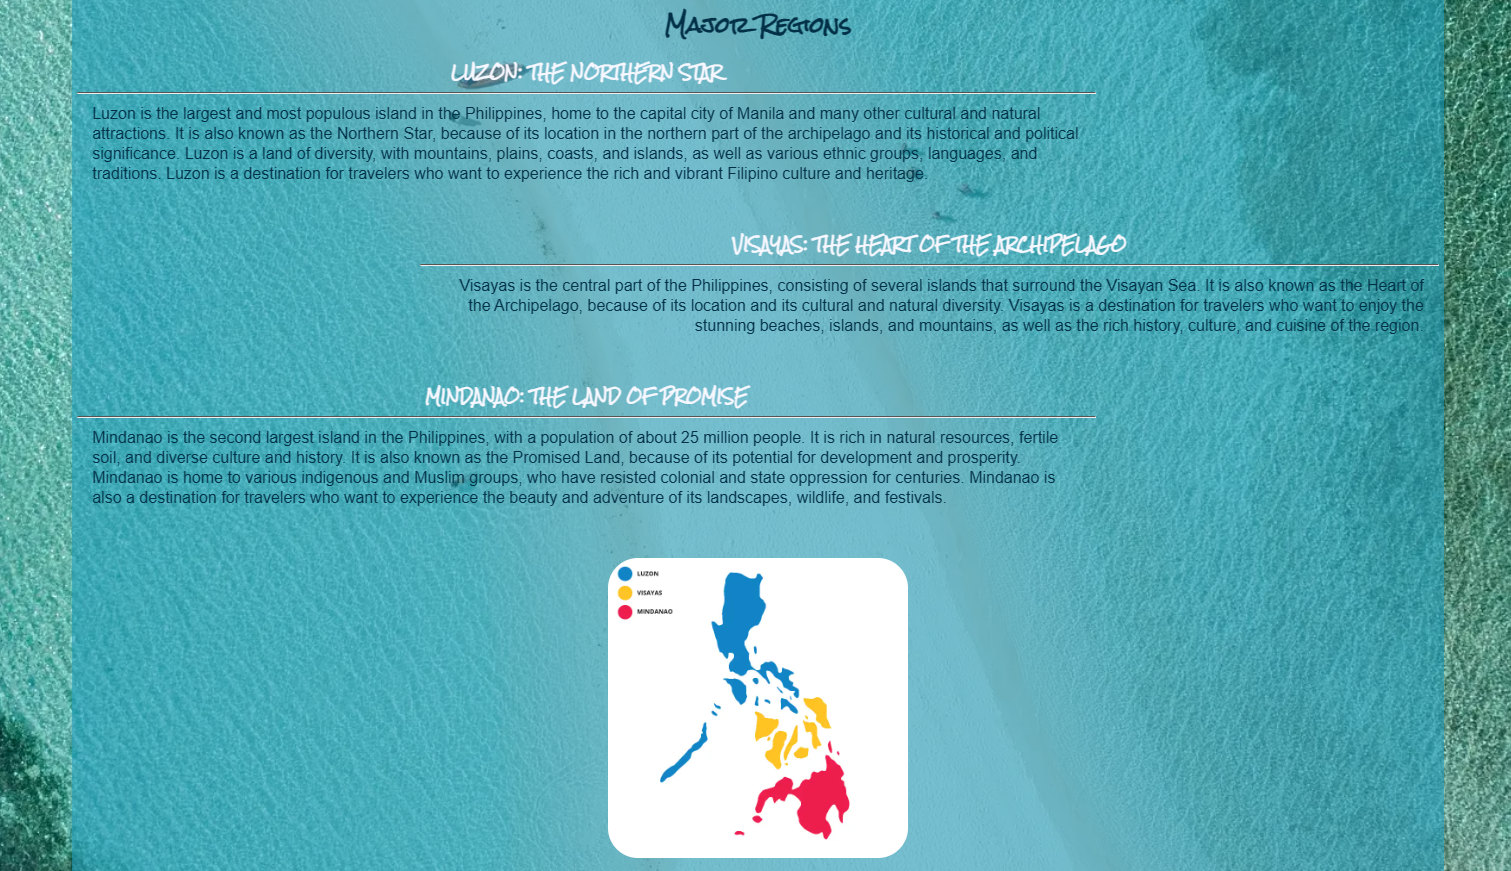 Major Regions
LUZON: THE NORTHERN STAR
Luzon is the largest and most populous island in the Philippines, home to the capital city of Manila and many other cultural and natural
attractions. It is also known as the Northern Star, because of its location in the northern part of the archipelago and its historical and political
significance. Luzon is a land of diversity, with mountains, plains, coasts, and islands, as well as various ethnic groups, languages, and
traditions. Luzon is a destination for travelers who want to experience the rich and vibrant Filipino culture and heritage.
VISAYAS: THE HEART OF THE ARCHIPELAGO
Visayas is the central part of the Philippines, consisting of several islands that surround the Visayan Sea. It is also known as the Heart of
the Archipelago, because of its location and its cultural and natural diversity. Visayas is a destination for travelers who want to enjoy the
stunning beaches, islands, and mountains, as well as the rich history, culture, and cuisine of the region.
MINDANAO: THE LAND OF PROMISE
Mindanao is the second largest island in the Philippines, with a population of about 25 million people. It is rich in natural resources, fertile
soil, and diverse culture and history. It is also known as the Promised Land, because of its potential for development and prosperity.
Mindanao is home to various indigenous and Muslim groups, who have resisted colonial and state oppression for centuries. Mindanao is
also a destination for travelers who want to experience the beauty and adventure of its landscapes, wildlife, and festivals.
LUZON
VISAYAS
MINDANAO